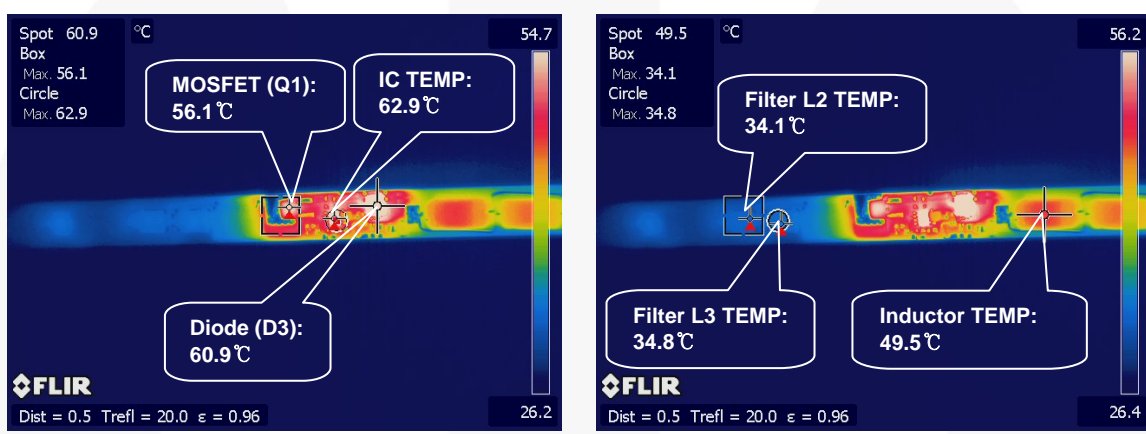 Spot 60.9 °C
Box
Max. 56.1
Circle
Max. 62.9
54.7
MOSFET (Q1):
56.1℃
IC TEMP:
62.9℃
Diode (D3):
60.9℃
FLIR
Dist = 0.5 Trefl = 20.0 ε = 0.96
26.2
Spot 49.5 °C
Box
Max. 34.1
Circle
Max. 34.8
56.2
Filter L2 TEMP:
34.1℃
Filter L3 TEMP:
34.8℃
Inductor TEMP:
49.5℃
FLIR
Dist = 0.5 Trefl = 20.0 ε = 0.96
26.4